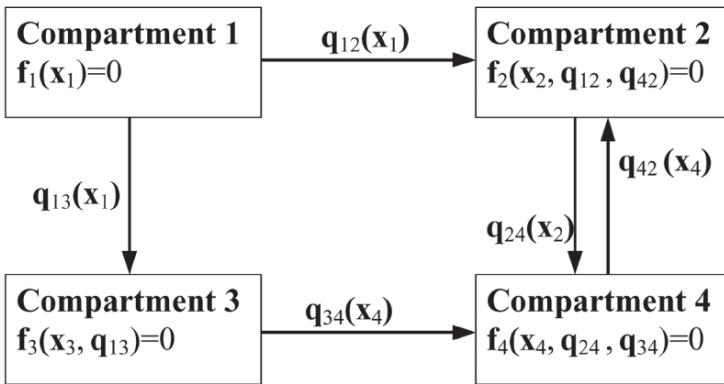 Compartment 1
f₁(x₁)=0
q₁₂(x₁)
Compartment 2
f₂(x₂, q₁₂ , q₄₂)=0
q₁₃(x₁)
q₄₂ (x₄)
q₂₄(x₂)
Compartment 3
f₃(x₃, q₁₃)=0
q₃₄(x₄)
Compartment 4
f₄(x₄, q₂₄ , q₃₄)=0